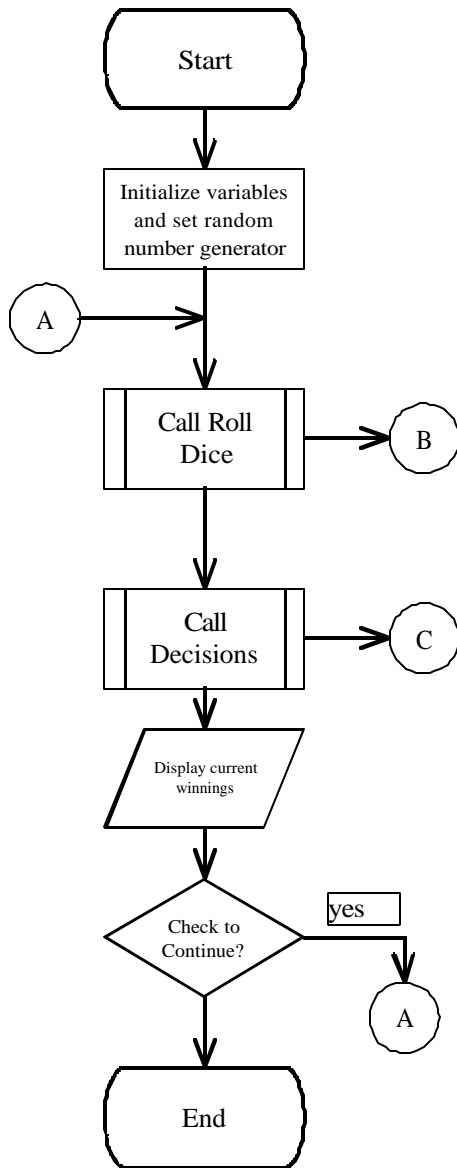 Start
Initialize variables
and set random
number generator
A
Call Roll
Dice
B
Call
Decisions
C
Display current
winnings
Check to
Continue?
yes
A
End